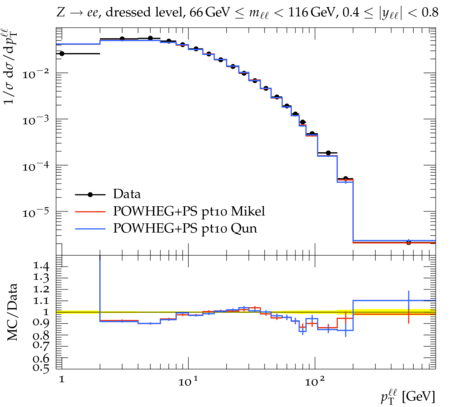 Z → ee, dressed level, 66 GeV ≤ mℓℓ < 116 GeV, 0.4 ≤ |yℓℓ| < 0.8
1/σ dσ/dp_T^ℓℓ
10⁻²
10⁻³
10⁻⁴
10⁻⁵
Data
POWHEG+PS pt10 Mikel
POWHEG+PS pt10 Qun
MC/Data
1.4
1.3
1.2
1.1
1
0.9
0.8
0.7
0.6
0.5
1 10¹ 10²
p_T^ℓℓ [GeV]